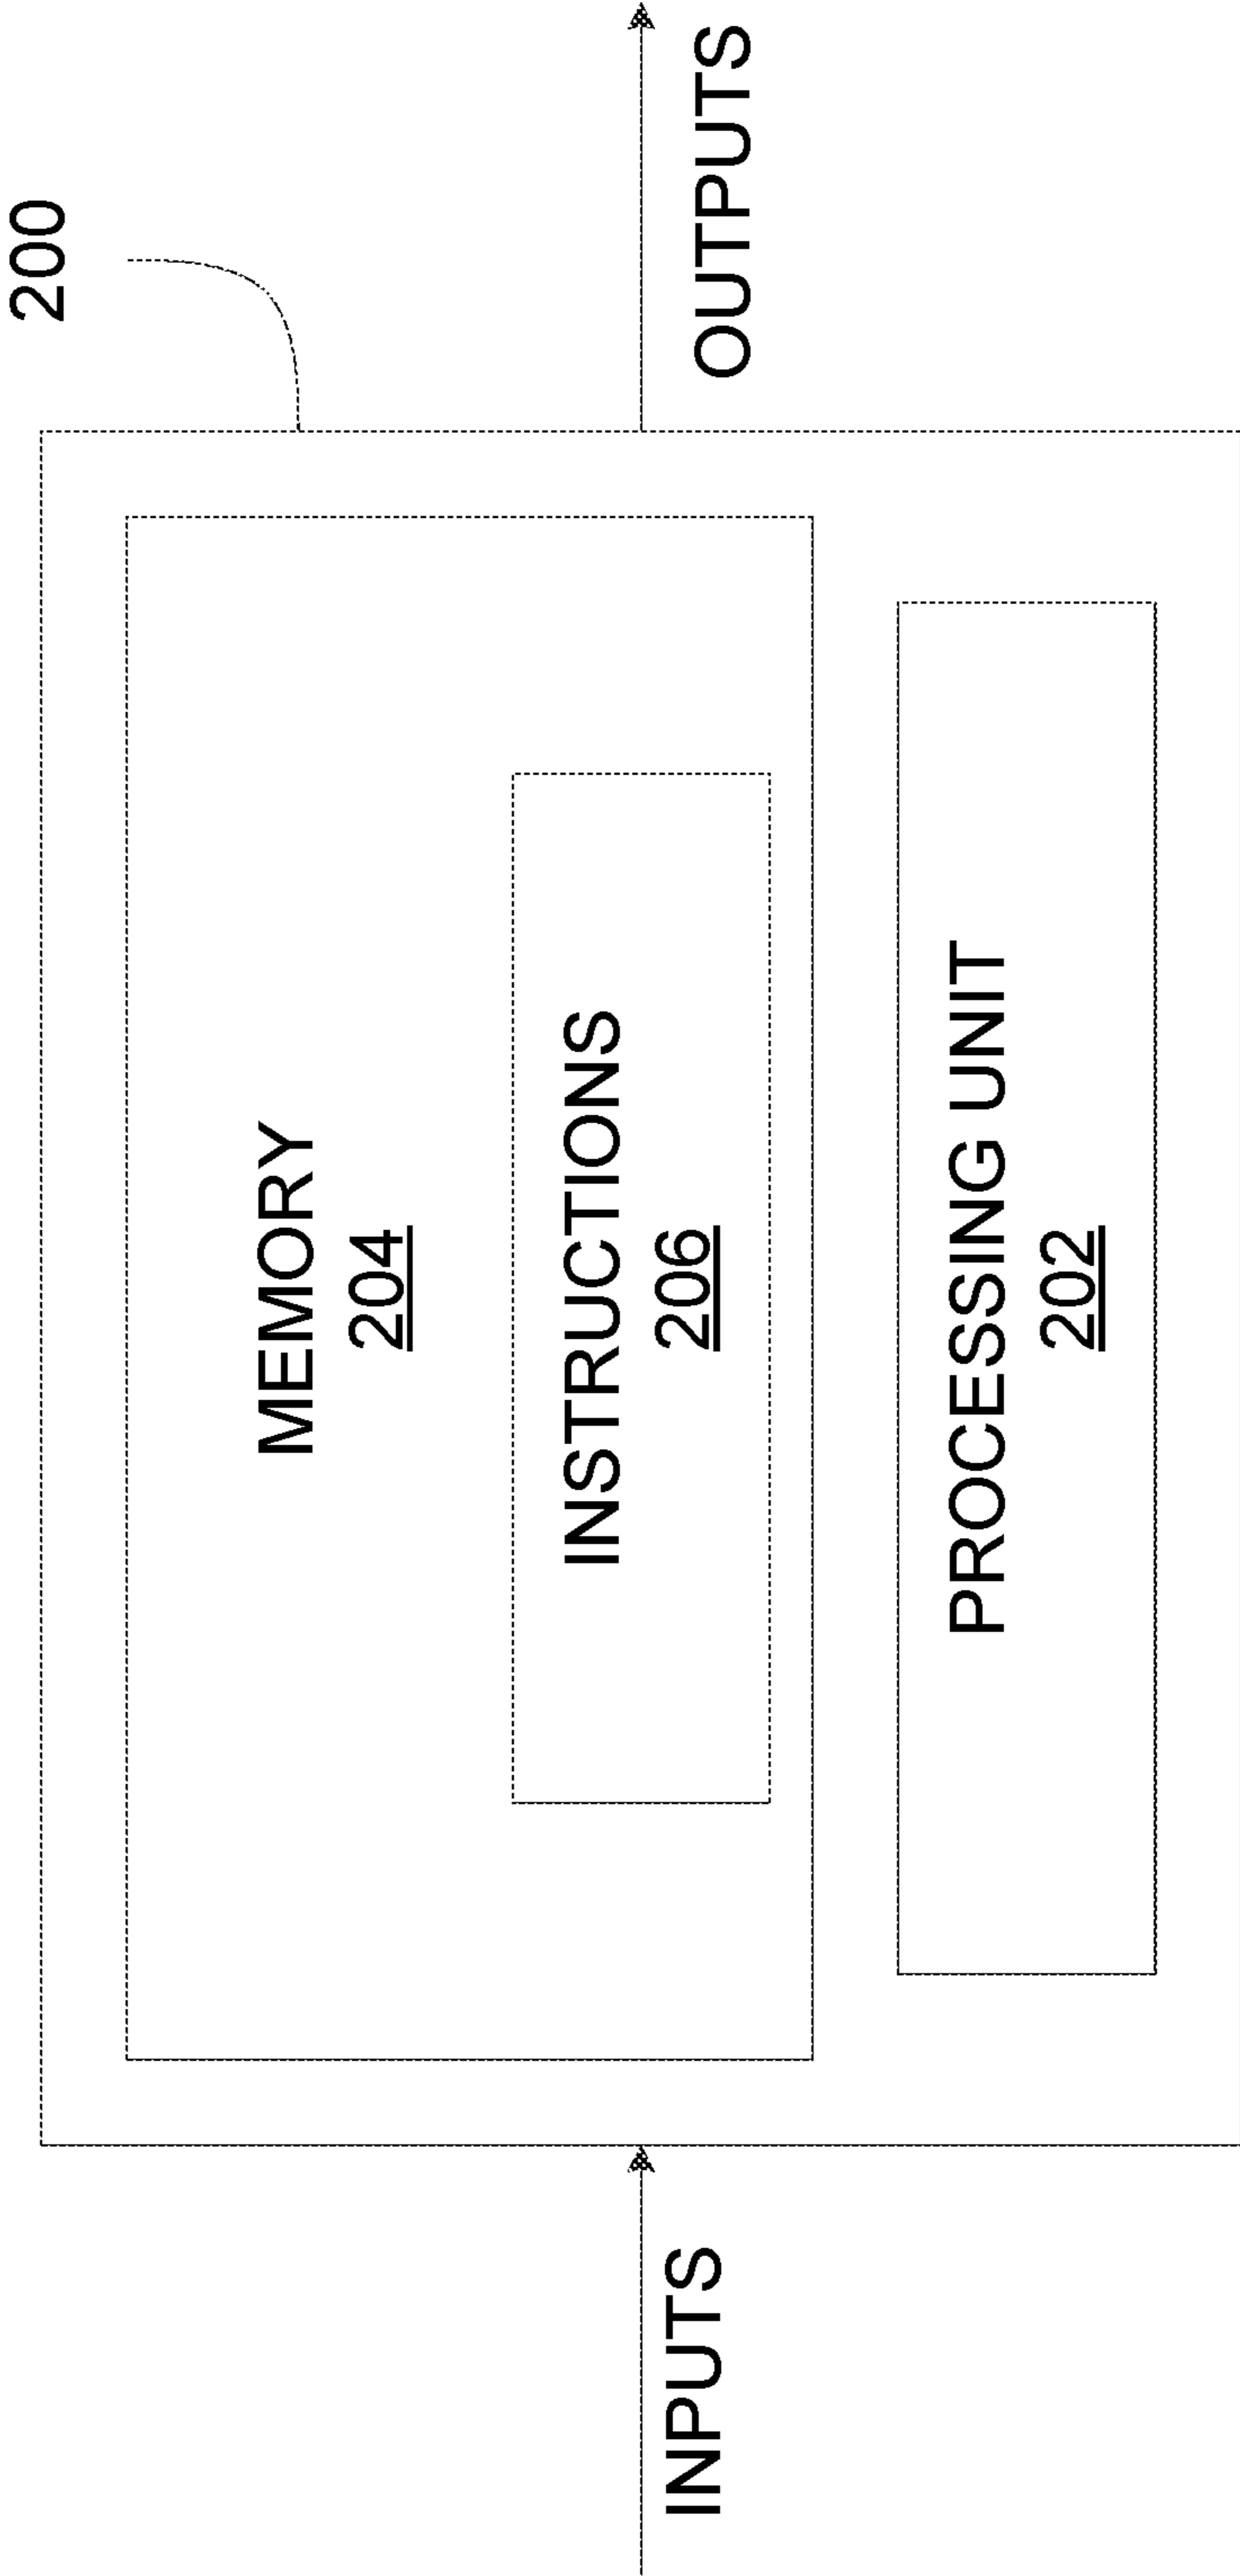 200
MEMORY
204
INSTRUCTIONS
206
PROCESSING UNIT
202
INPUTS
OUTPUTS